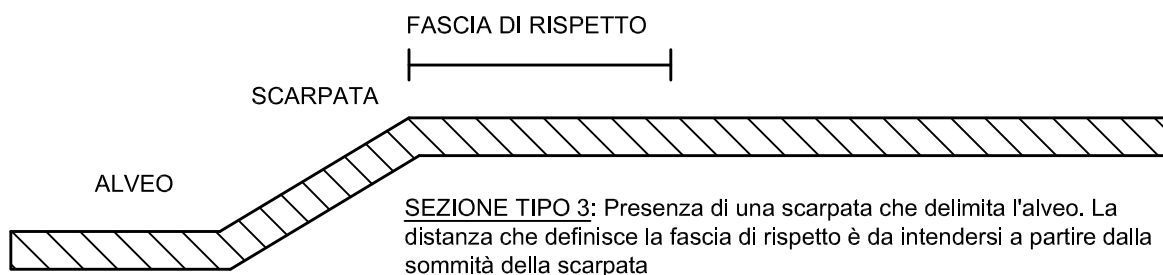 FASCIA DI RISPETTO
SCARPATA
ALVEO
SEZIONE TIPO 3: Presenza di una scarpata che delimita l'alveo. La
distanza che definisce la fascia di rispetto è da intendersi a partire dalla
sommità della scarpata